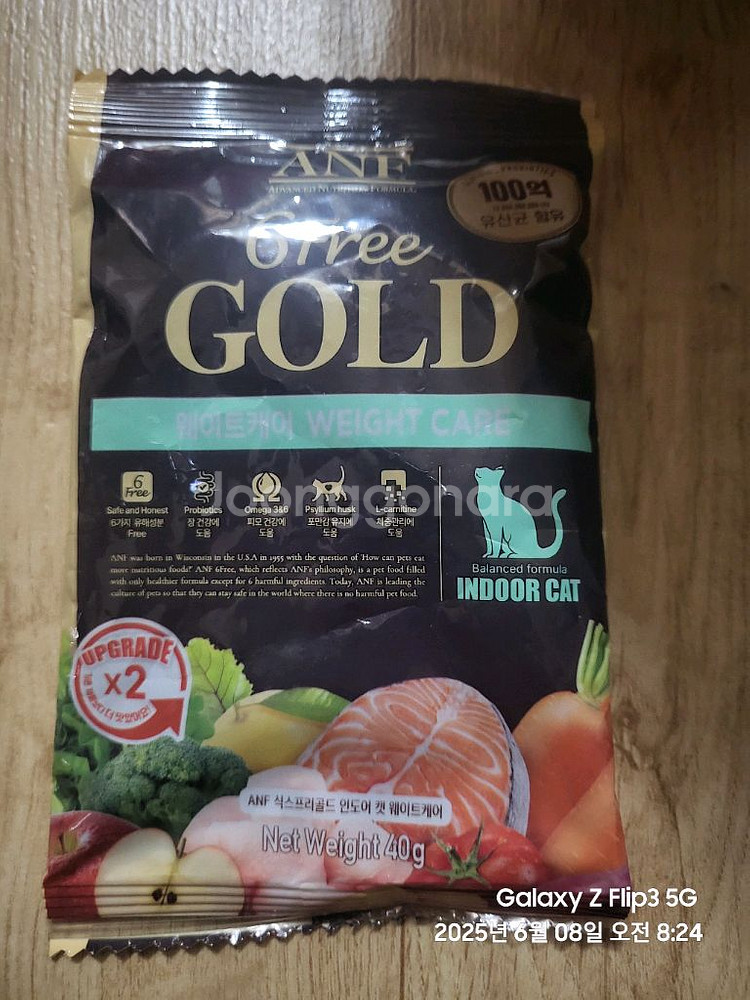 ANF
ADVANCED NUTRITION FORMULA
100억
유산균 함유
6free
GOLD
웨이트케어 WEIGHT CARE
6
Free
Safe and Honest
6가지 유해성분
Free
Probiotics
장 건강에
도움
Omega 3&6
피모 건강에
도움
Psyllium husk
포만감 유지에
도움
L-carnitine
체중관리에
도움
joonggonara
ANF was born in Wisconsin in the U.S.A in 1955 with the question of 'How can pets eat
more nutritious foods?' ANF 6Free, which reflects ANF's philosophy, is a pet food filled
with only healthier formula except for 6 harmful ingredients. Today, ANF is leading the
culture of pets so that they can stay safe in the world where there is no harmful pet food.
Balanced formula
INDOOR CAT
UPGRADE
x2
ANF 식스프리골드 인도어 캣 웨이트케어
Net Weight 40g
Galaxy Z Flip3 5G
2025년 6월 08일 오전 8:24